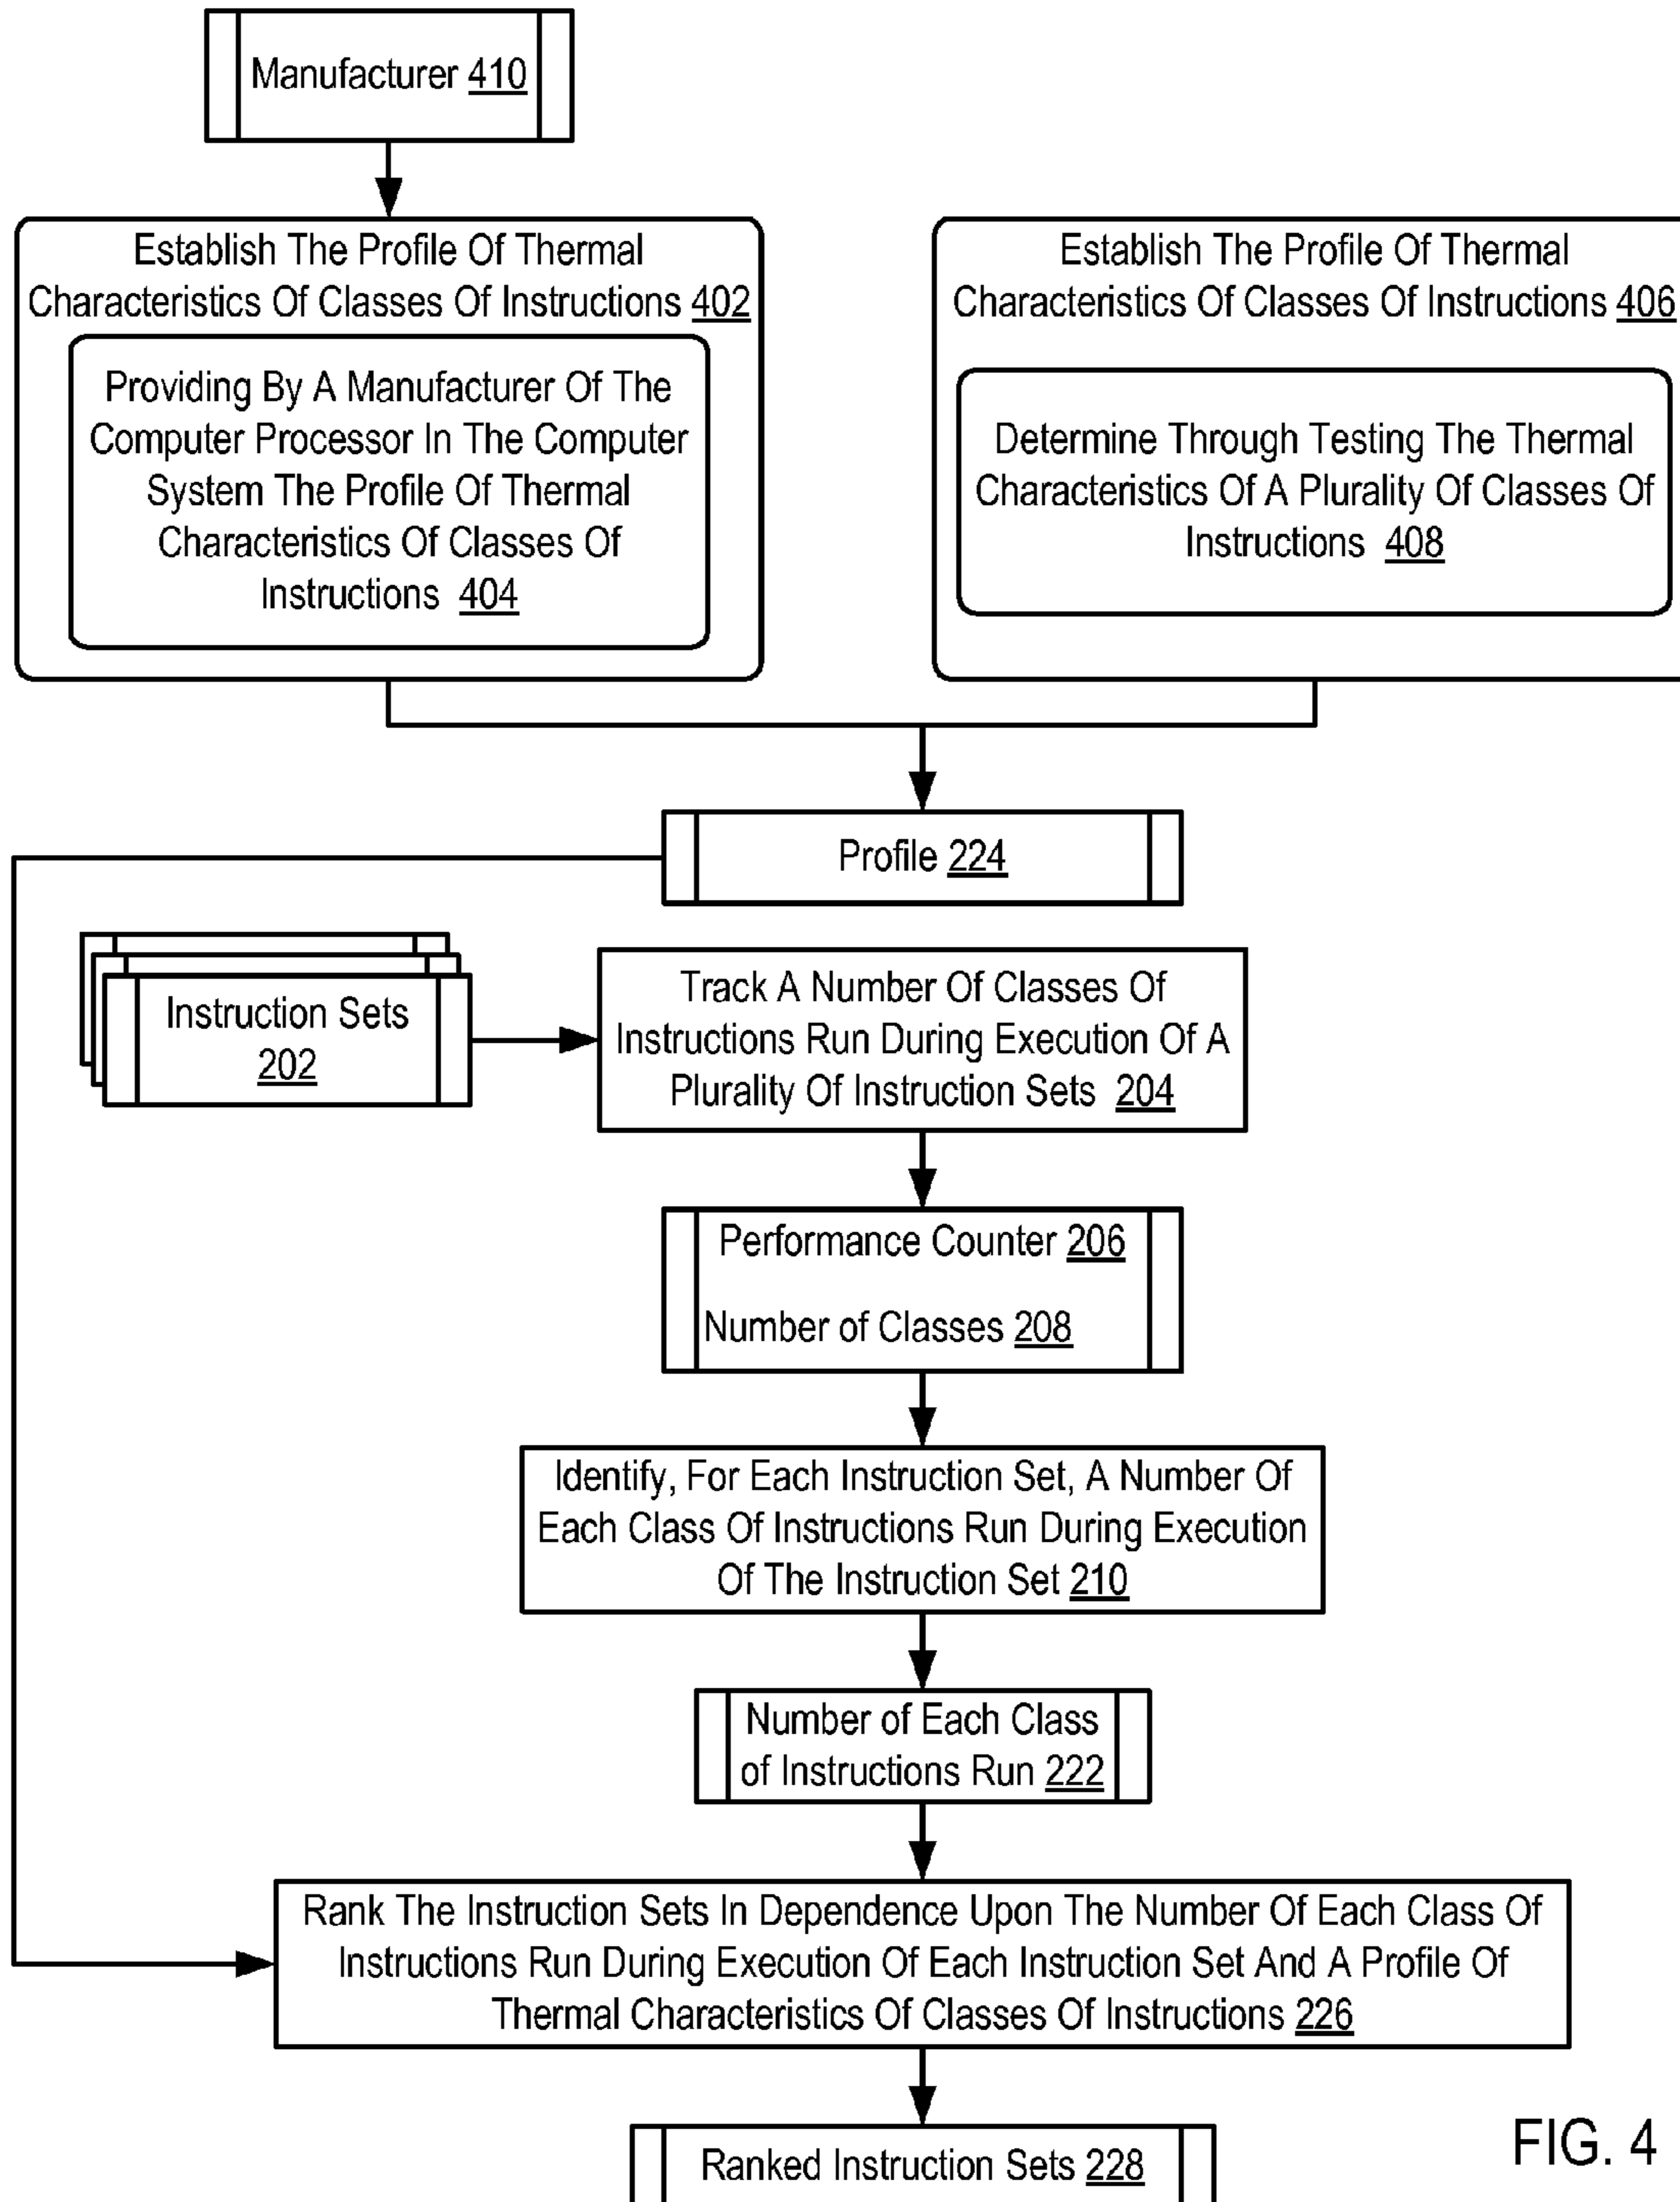 Manufacturer 410
Establish The Profile Of Thermal
Characteristics Of Classes Of Instructions 402
Providing By A Manufacturer Of The
Computer Processor In The Computer
System The Profile Of Thermal
Characteristics Of Classes Of
Instructions 404
Establish The Profile Of Thermal
Characteristics Of Classes Of Instructions 406
Determine Through Testing The Thermal
Characteristics Of A Plurality Of Classes Of
Instructions 408
Profile 224
Instruction Sets
202
Track A Number Of Classes Of
Instructions Run During Execution Of A
Plurality Of Instruction Sets 204
Performance Counter 206
Number of Classes 208
Identify, For Each Instruction Set, A Number Of
Each Class Of Instructions Run During Execution
Of The Instruction Set 210
Number of Each Class
of Instructions Run 222
Rank The Instruction Sets In Dependence Upon The Number Of Each Class Of
Instructions Run During Execution Of Each Instruction Set And A Profile Of
Thermal Characteristics Of Classes Of Instructions 226
Ranked Instruction Sets 228
FIG. 4